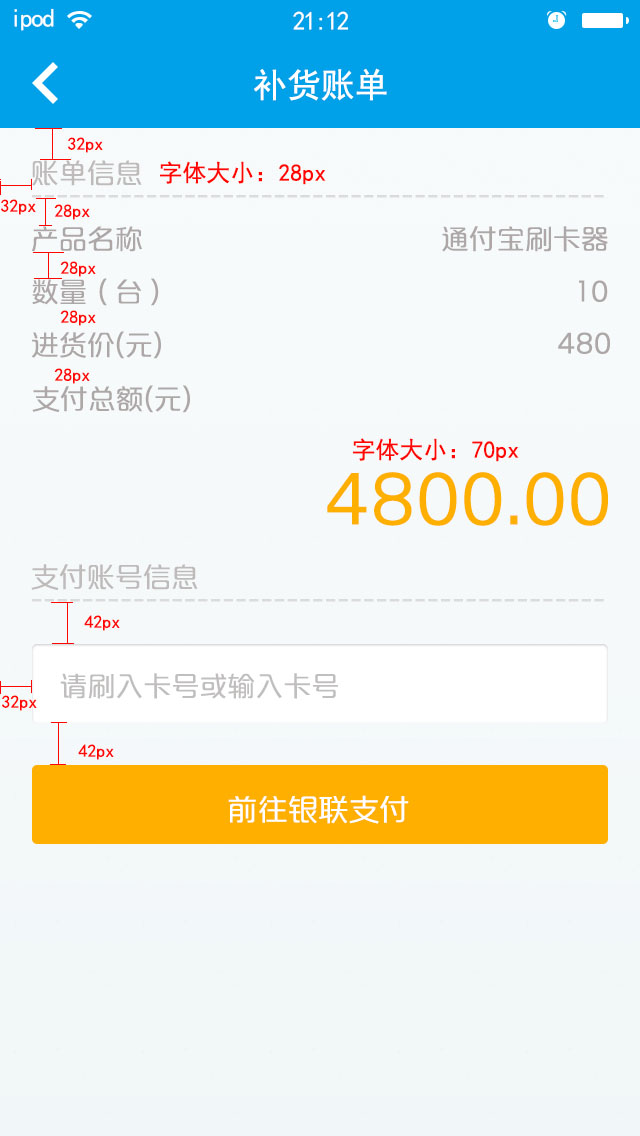 ipod 21:12
补货账单
32px
账单信息 字体大小：28px
32px 28px
产品名称 通付宝刷卡器
28px
数量（台） 10
28px
进货价(元) 480
28px
支付总额(元)
字体大小：70px
4800.00
支付账号信息
42px
请刷入卡号或输入卡号
32px
42px
前往银联支付